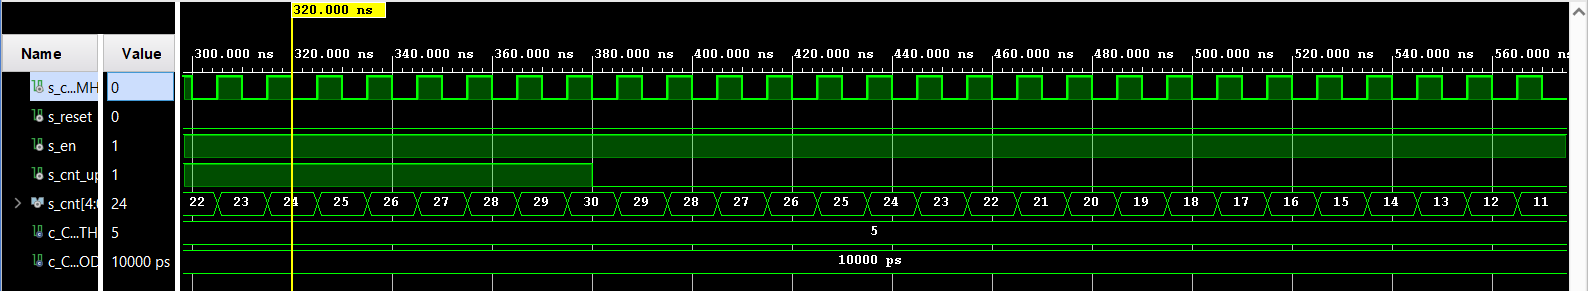 320.000 ns
Name Value 300.000 ns 320.000 ns 340.000 ns 360.000 ns 380.000 ns 400.000 ns 420.000 ns 440.000 ns 460.000 ns 480.000 ns 500.000 ns 520.000 ns 540.000 ns 560.000 ns
s_c...MH 0
s_reset 0
s_en 1
s_cnt_up 1
s_cnt[4:0 24 22 23 24 25 26 27 28 29 30 29 28 27 26 25 24 23 22 21 20 19 18 17 16 15 14 13 12 11
c_C...TH 5 5
c_C...OD 10000 ps 10000 ps